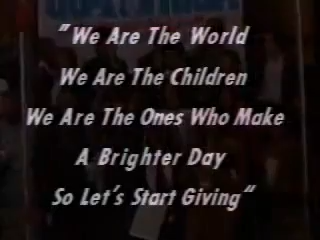 "We Are The World
We Are The Children
We Are The Ones Who Make
A Brighter Day
So Let's Start Giving"